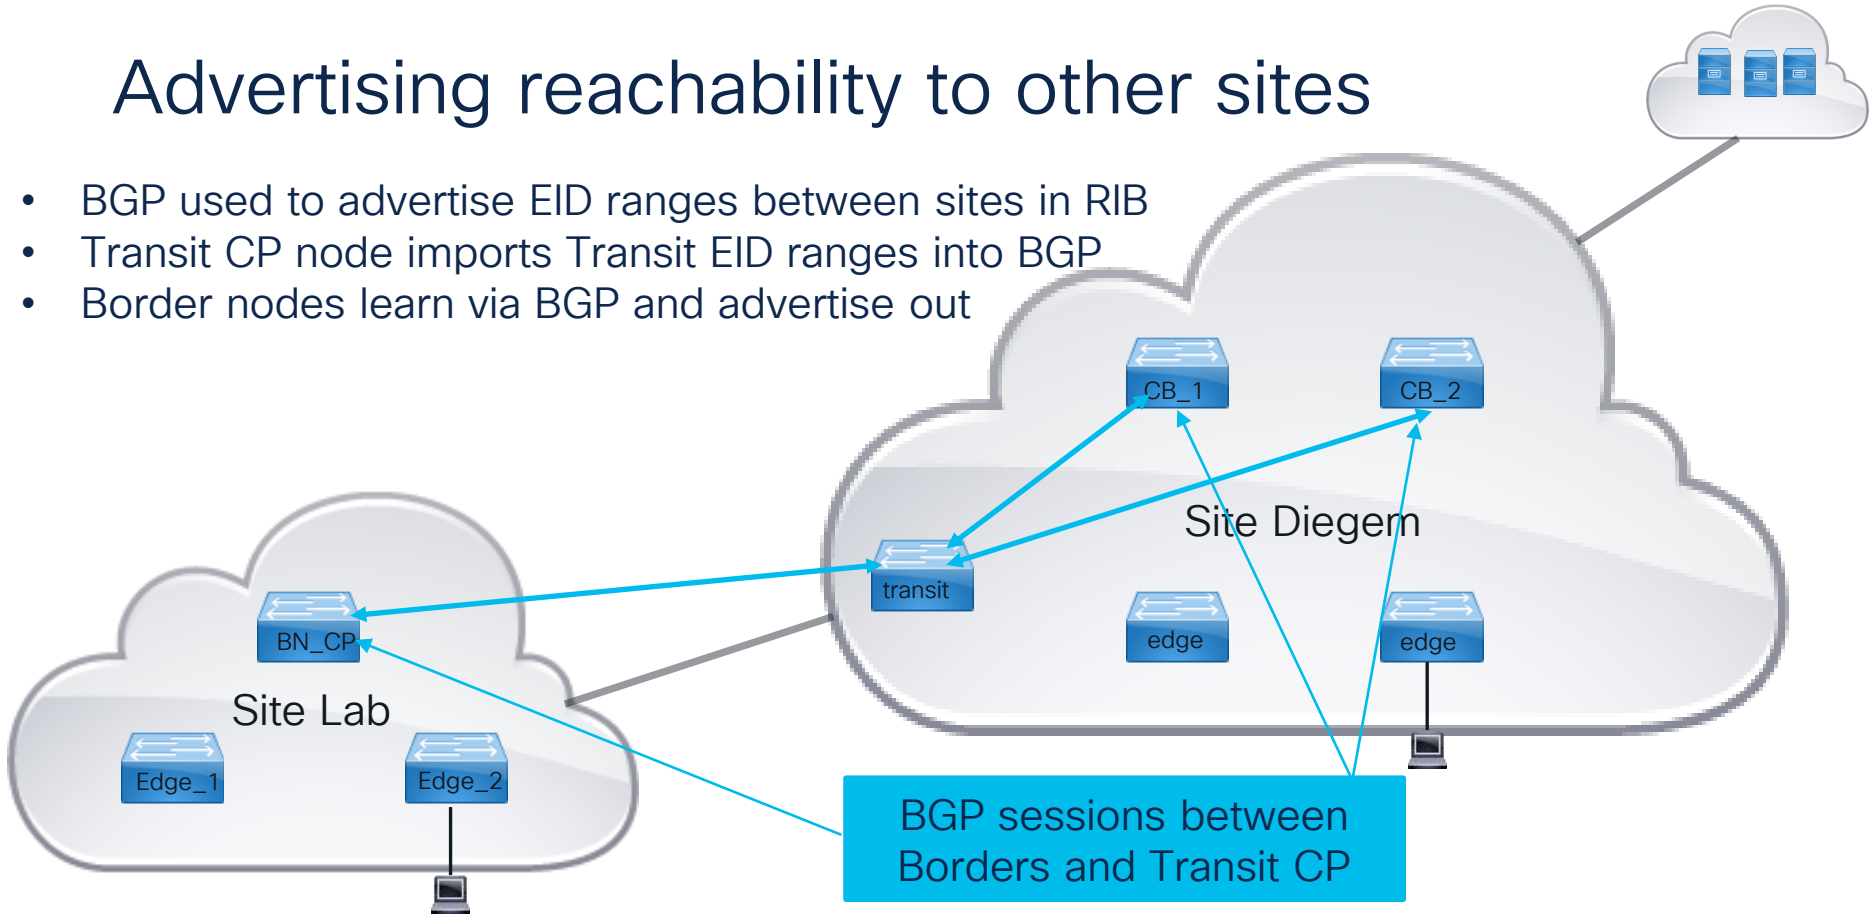 Advertising reachability to other sites
• BGP used to advertise EID ranges between sites in RIB
• Transit CP node imports Transit EID ranges into BGP
• Border nodes learn via BGP and advertise out
CB_1
CB_2
Site Diegem
transit
edge
edge
BN_CP
Site Lab
Edge_1
Edge_2
BGP sessions between
Borders and Transit CP